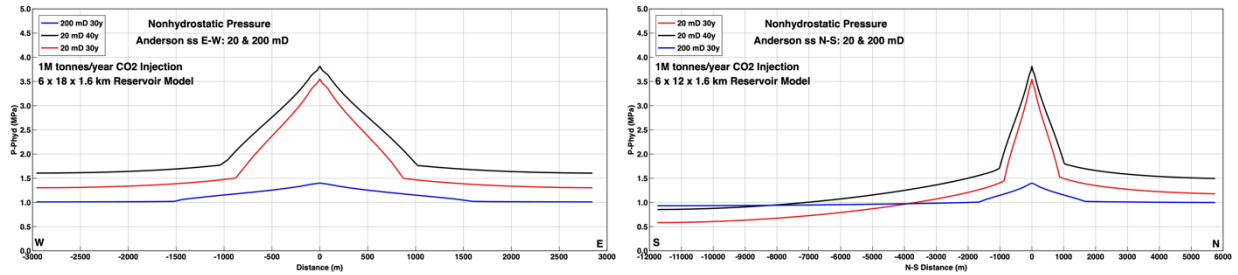 5.0
4.5
4.0
3.5
3.0
2.5
2.0
1.5
1.0
0.5
0.0
P-Phyd (MPa)
200 mD 30y
20 mD 40y
20 mD 30y
Nonhydrostatic Pressure
Anderson ss E-W: 20 & 200 mD
1M tonnes/year CO2 Injection
6 x 18 x 1.6 km Reservoir Model
W
E
-3000 -2500 -2000 -1500 -1000 -500 0 500 1000 1500 2000 2500 3000
Distance (m)
5.0
4.5
4.0
3.5
3.0
2.5
2.0
1.5
1.0
0.5
0.0
P-Phyd (MPa)
20 mD 30y
20 mD 40y
200 mD 30y
Nonhydrostatic Pressure
Anderson ss N-S: 20 & 200 mD
1M tonnes/year CO2 Injection
6 x 12 x 1.6 km Reservoir Model
S
N
-12000 -11000 -10000 -9000 -8000 -7000 -6000 -5000 -4000 -3000 -2000 -1000 0 1000 2000 3000 4000 5000 6000
N-S Distance (m)